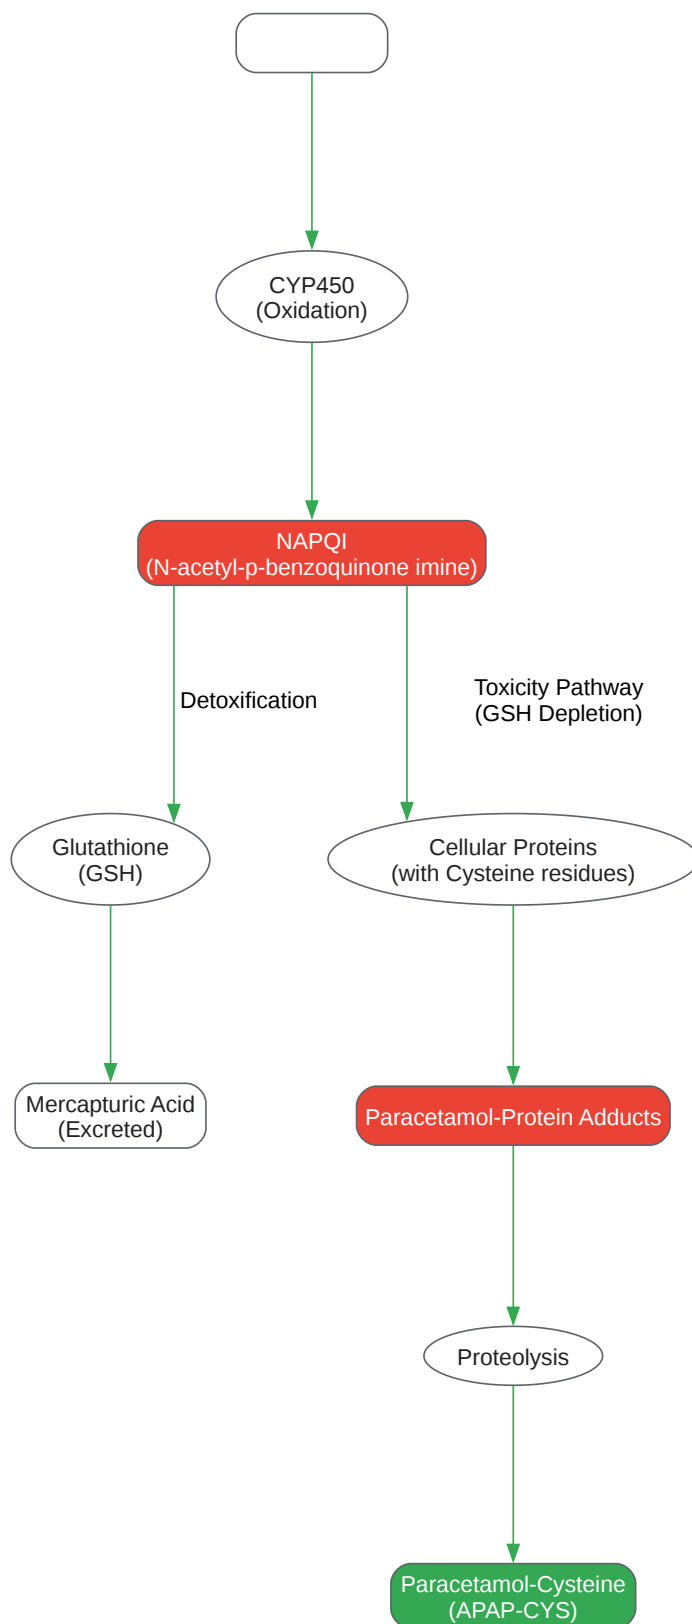 CYP450
(Oxidation)
NAPQI
(N-acetyl-p-benzoquinone imine)
Detoxification
Toxicity Pathway
(GSH Depletion)
Glutathione
(GSH)
Cellular Proteins
(with Cysteine residues)
Mercapturic Acid
(Excreted)
Paracetamol-Protein Adducts
Proteolysis
Paracetamol-Cysteine
(APAP-CYS)